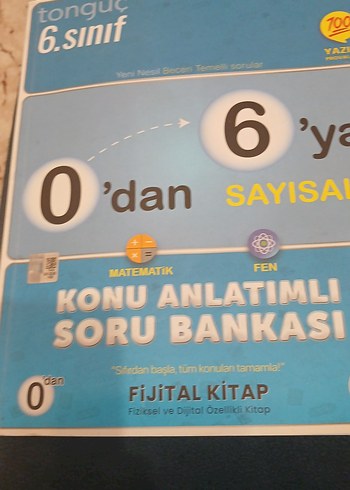 tonguç
6.sınıf
700
Yeni Nesil Beceri Temelli sorular
0'dan 6'ya
SAYISAL
MATEMATİK FEN
KONU ANLATIMLI
SORU BANKASI
"Sıfırdan başla, tüm konuları tamamla!"
0'dan
FİJİTAL KİTAP
Fiziksel ve Dijital Özellikli Kitap